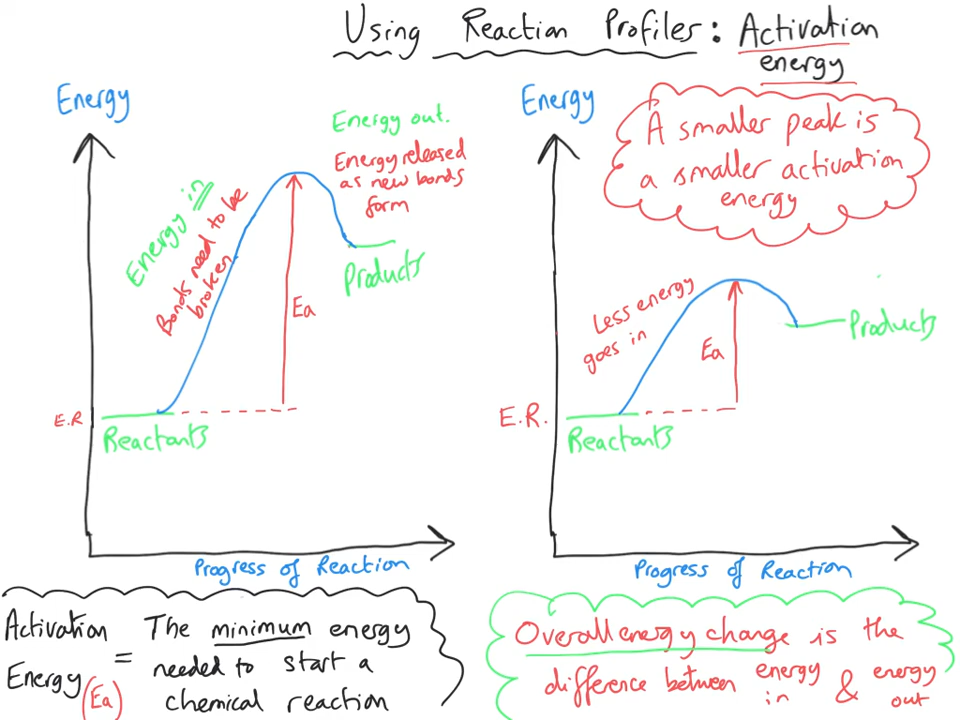 Using Reaction Profiles: Activation
energy
Energy
Energy out.
Energy released
as new bonds
form
Energy in
Bonds need to be
broken
Ea
Products
E.R
Reactants
Progress of Reaction
Energy
A smaller peak is
a smaller activation
energy
Less energy
goes in
Ea
Products
E.R.
Reactants
Progress of Reaction
Activation
Energy (Ea)
=
The minimum energy
needed to start a
chemical reaction
Overall energy change is the
difference between energy in & energy out